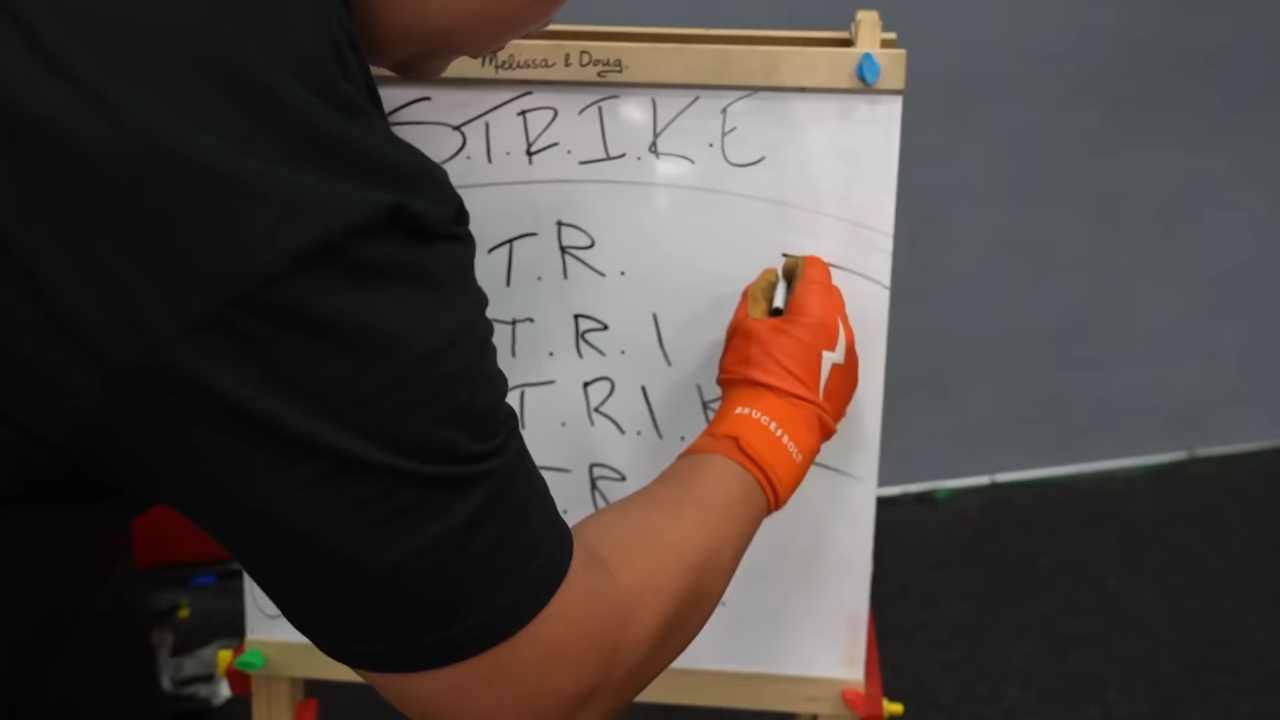 Melissa & Doug.
S.T.R.I.K.E
T.R.
T.R.I
T.R.I.K
T.R
BRUCE BOLT